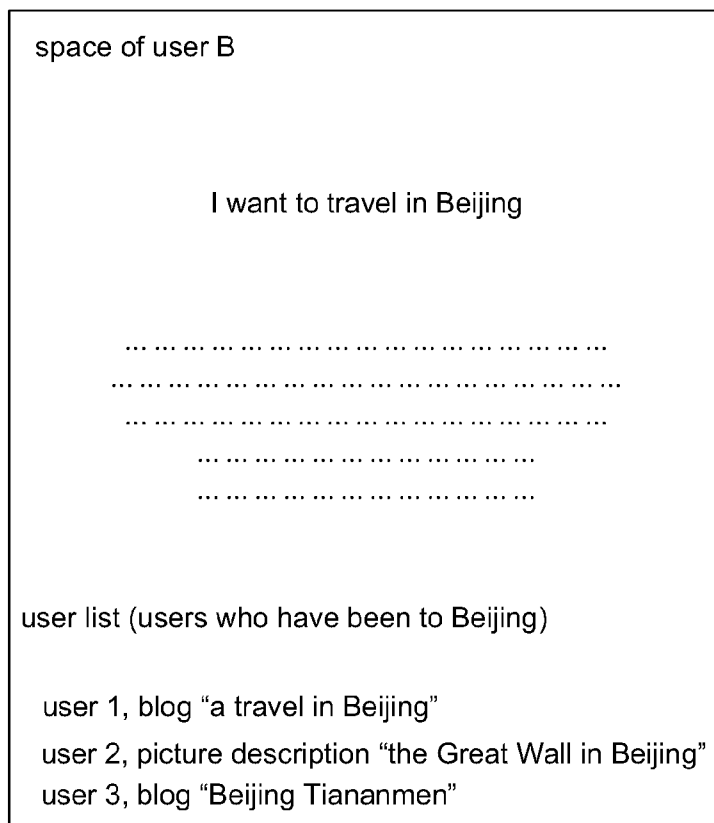 space of user B
I want to travel in Beijing
... ... ... ... ... ... ... ... ... ... ... ... ... ... ... ... ...
... ... ... ... ... ... ... ... ... ... ... ... ... ... ... ... ... ...
... ... ... ... ... ... ... ... ... ... ... ... ... ... ... ... ...
... ... ... ... ... ... ... ... ... ... ... ...
... ... ... ... ... ... ... ... ... ... ... ...
user list (users who have been to Beijing)
user 1, blog “a travel in Beijing”
user 2, picture description “the Great Wall in Beijing”
user 3, blog “Beijing Tiananmen”